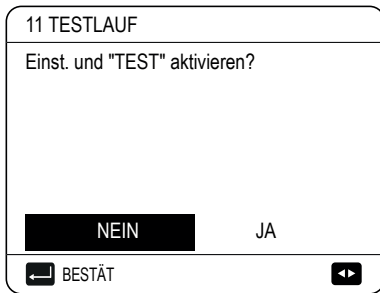 11 TESTLAUF
Einst. und "TEST" aktivieren?
NEIN JA
BESTÄT